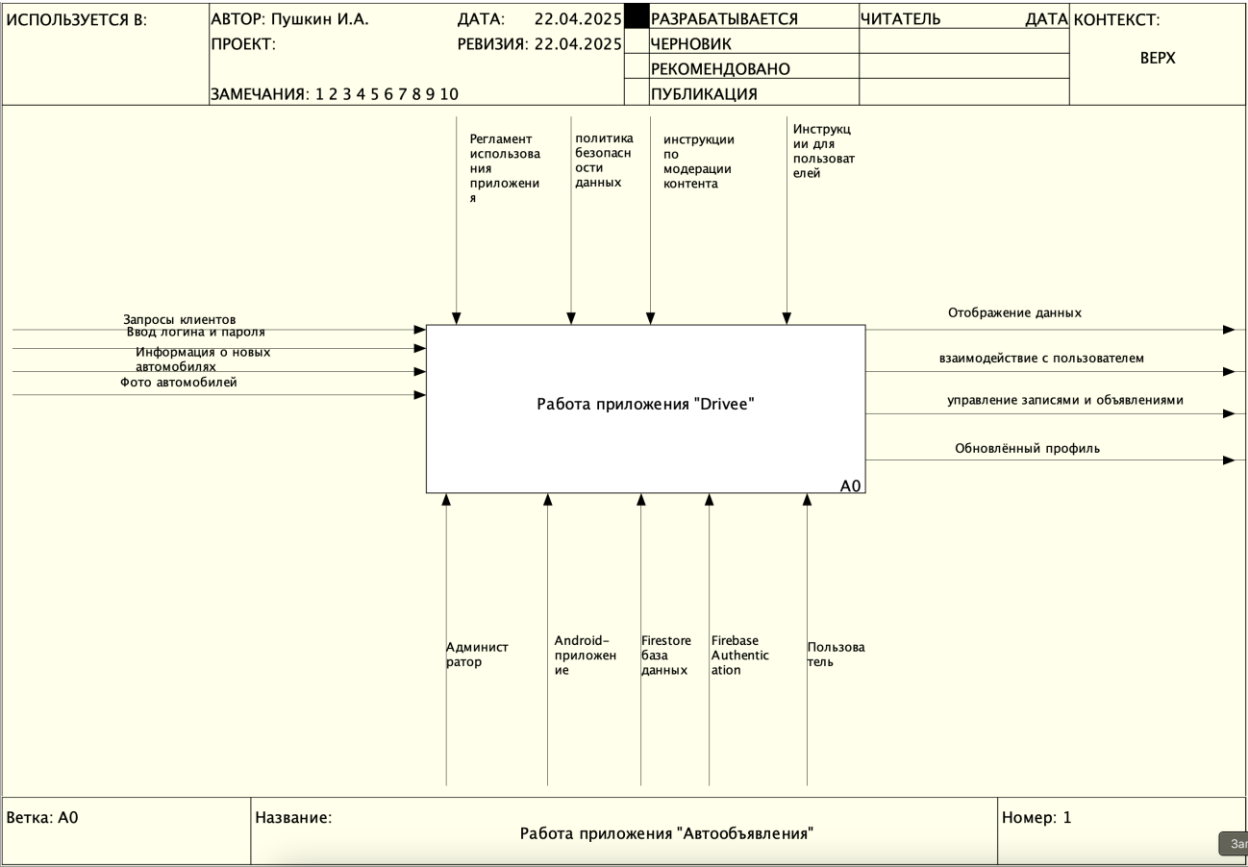 ИСПОЛЬЗУЕТСЯ В:
АВТОР: Пушкин И.А.
ДАТА: 22.04.2025
ПРОЕКТ:
РЕВИЗИЯ: 22.04.2025
ЗАМЕЧАНИЯ: 1 2 3 4 5 6 7 8 9 10
РАЗРАБАТЫВАЕТСЯ
ЧЕРНОВИК
РЕКОМЕНДОВАНО
ПУБЛИКАЦИЯ
ЧИТАТЕЛЬ
ДАТА
КОНТЕКСТ:
ВЕРХ
Регламент
использова
ния
приложени
я
политика
безопасн
ости
данных
инструкции
по
модерации
контента
Инструкц
ии для
пользоват
елей
Запросы клиентов
Ввод логина и пароля
Информация о новых
автомобилях
Фото автомобилей
Работа приложения "Drivee"
A0
Отображение данных
взаимодействие с пользователем
управление записями и объявлениями
Обновлённый профиль
Админист
ратор
Android-
приложен
ие
Firestore
база
данных
Firebase
Authentic
ation
Пользова
тель
Ветка: A0
Название:
Работа приложения "Автообъявления"
Номер: 1